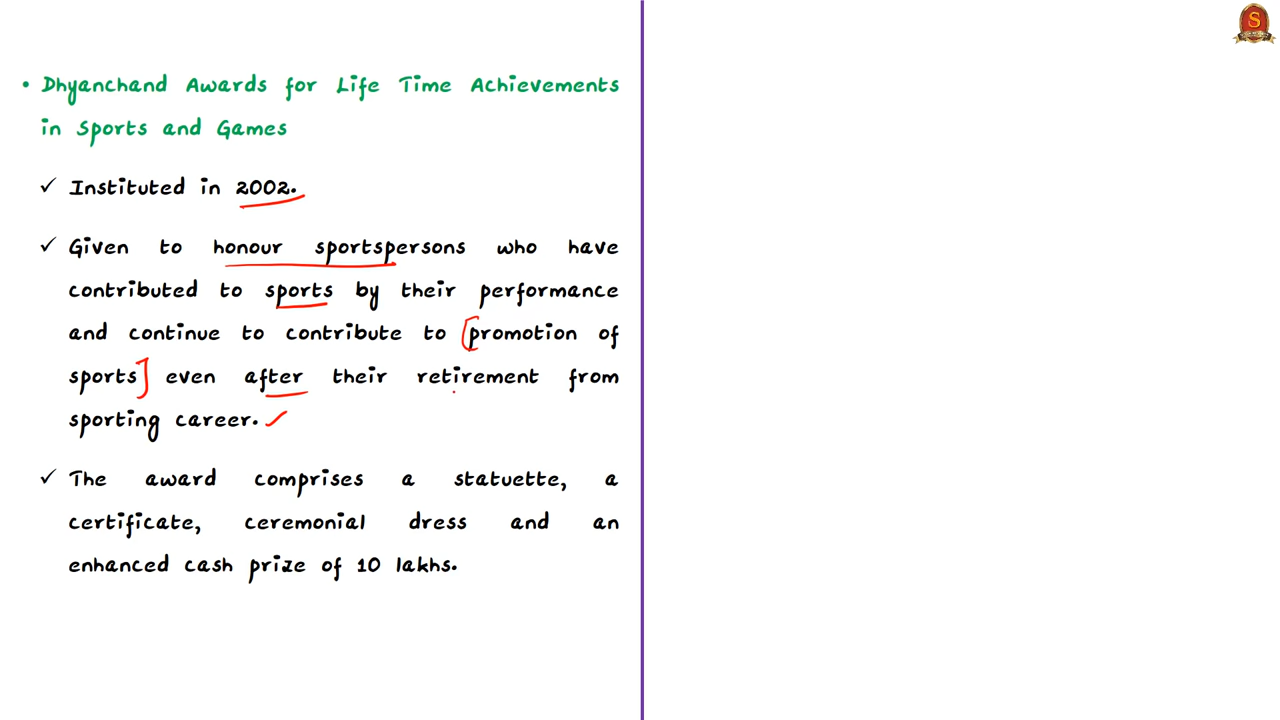 • Dhyanchand Awards for Life Time Achievements
in Sports and Games
✓ Instituted in 2002.
✓ Given to honour sportspersons who have
contributed to sports by their performance
and continue to contribute to [promotion of
sports] even after their retirement from
sporting career.
✓ The award comprises a statuette, a
certificate, ceremonial dress and an
enhanced cash prize of 10 lakhs.
S